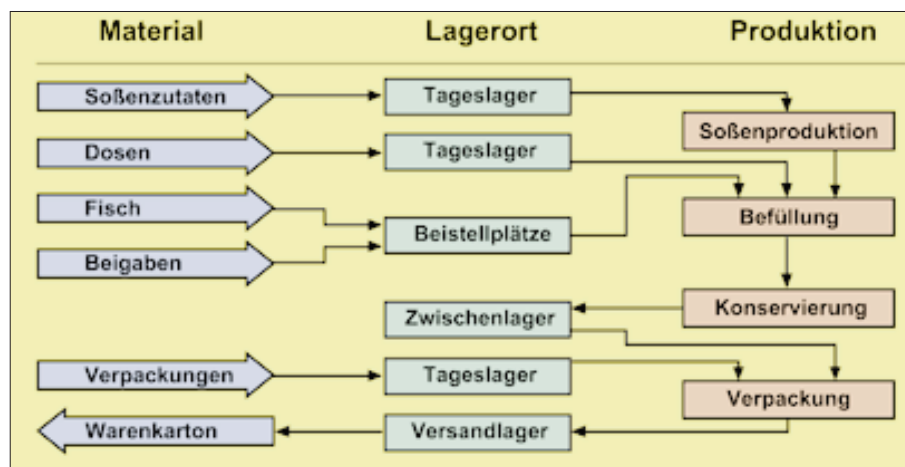 Material Lagerort Produktion
Soßenzutaten Tageslager
Soßenproduktion
Dosen Tageslager
Fisch
Befüllung
Beistellplätze
Beigaben
Konservierung
Zwischenlager
Verpackungen Tageslager
Verpackung
Warenkarton Versandlager